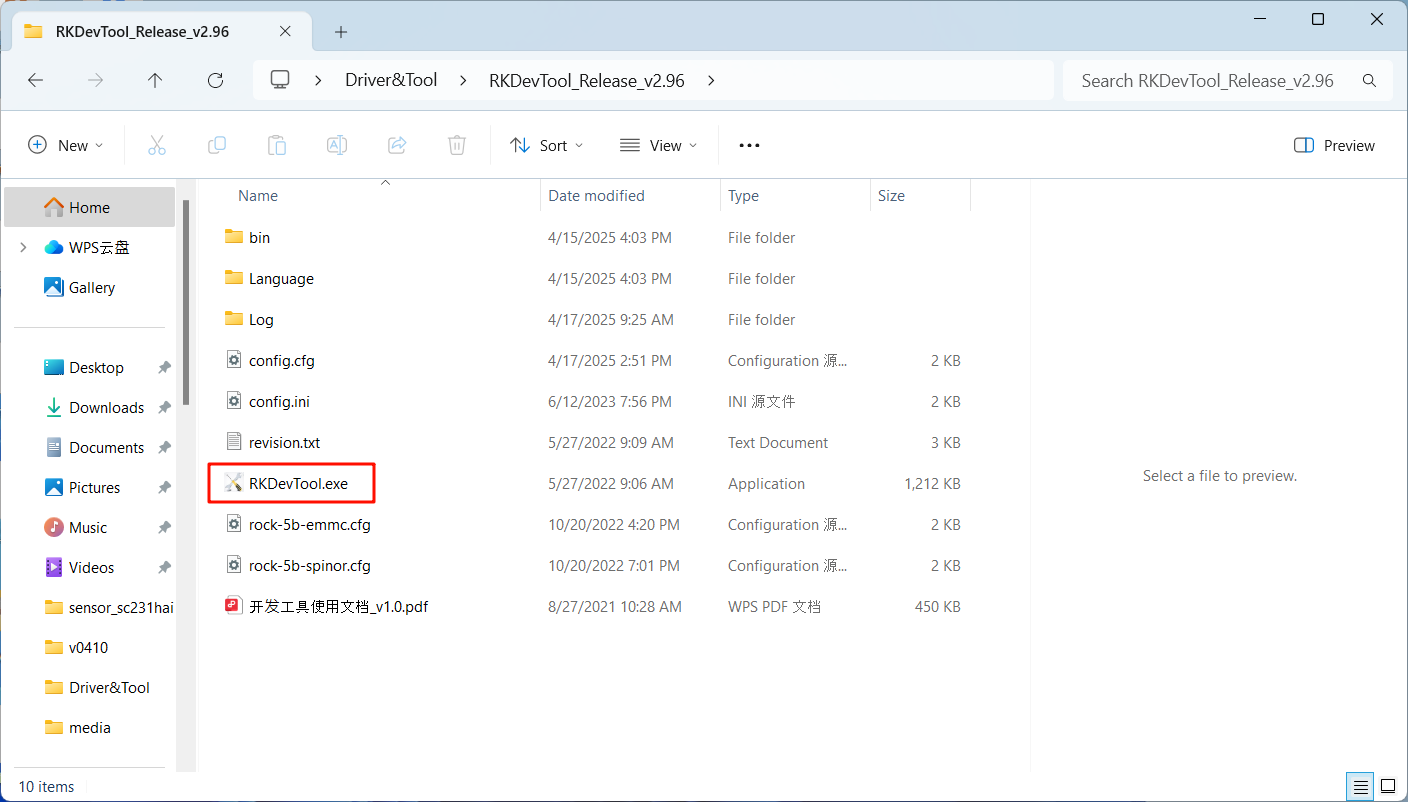 RKDevTool_Release_v2.96
Driver&Tool RKDevTool_Release_v2.96 Search RKDevTool_Release_v2.96
New Sort View Preview
Home
WPS云盘
Gallery
Desktop
Downloads
Documents
Pictures
Music
Videos
sensor_sc231hai
v0410
Driver&Tool
media
Name Date modified Type Size
bin 4/15/2025 4:03 PM File folder
Language 4/15/2025 4:03 PM File folder
Log 4/17/2025 9:25 AM File folder
config.cfg 4/17/2025 2:51 PM Configuration 源... 2 KB
config.ini 6/12/2023 7:56 PM INI 源文件 2 KB
revision.txt 5/27/2022 9:09 AM Text Document 3 KB
RKDevTool.exe 5/27/2022 9:06 AM Application 1,212 KB
rock-5b-emmc.cfg 10/20/2022 4:20 PM Configuration 源... 2 KB
rock-5b-spinor.cfg 10/20/2022 7:01 PM Configuration 源... 2 KB
开发工具使用文档_v1.0.pdf 8/27/2021 10:28 AM WPS PDF 文档 450 KB
Select a file to preview.
10 items